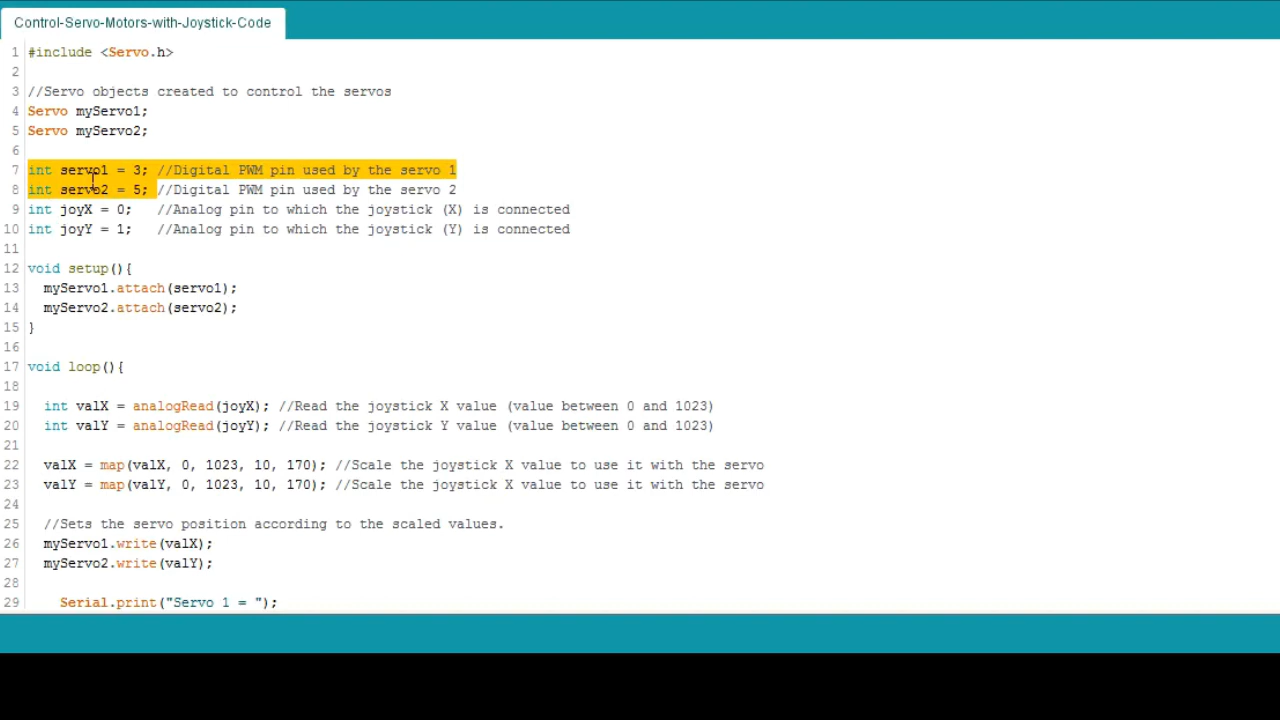 Control-Servo-Motors-with-Joystick-Code
1 #include <Servo.h>
2
3 //Servo objects created to control the servos
4 Servo myServo1;
5 Servo myServo2;
6
7 int servo1 = 3; //Digital PWM pin used by the servo 1
8 int servo2 = 5; //Digital PWM pin used by the servo 2
9 int joyX = 0;   //Analog pin to which the joystick (X) is connected
10 int joyY = 1;   //Analog pin to which the joystick (Y) is connected
11
12 void setup(){
13   myServo1.attach(servo1);
14   myServo2.attach(servo2);
15 }
16
17 void loop(){
18
19   int valX = analogRead(joyX); //Read the joystick X value (value between 0 and 1023)
20   int valY = analogRead(joyY); //Read the joystick Y value (value between 0 and 1023)
21
22   valX = map(valX, 0, 1023, 10, 170); //Scale the joystick X value to use it with the servo
23   valY = map(valY, 0, 1023, 10, 170); //Scale the joystick X value to use it with the servo
24
25   //Sets the servo position according to the scaled values.
26   myServo1.write(valX);
27   myServo2.write(valY);
28
29     Serial.print("Servo 1 = ");